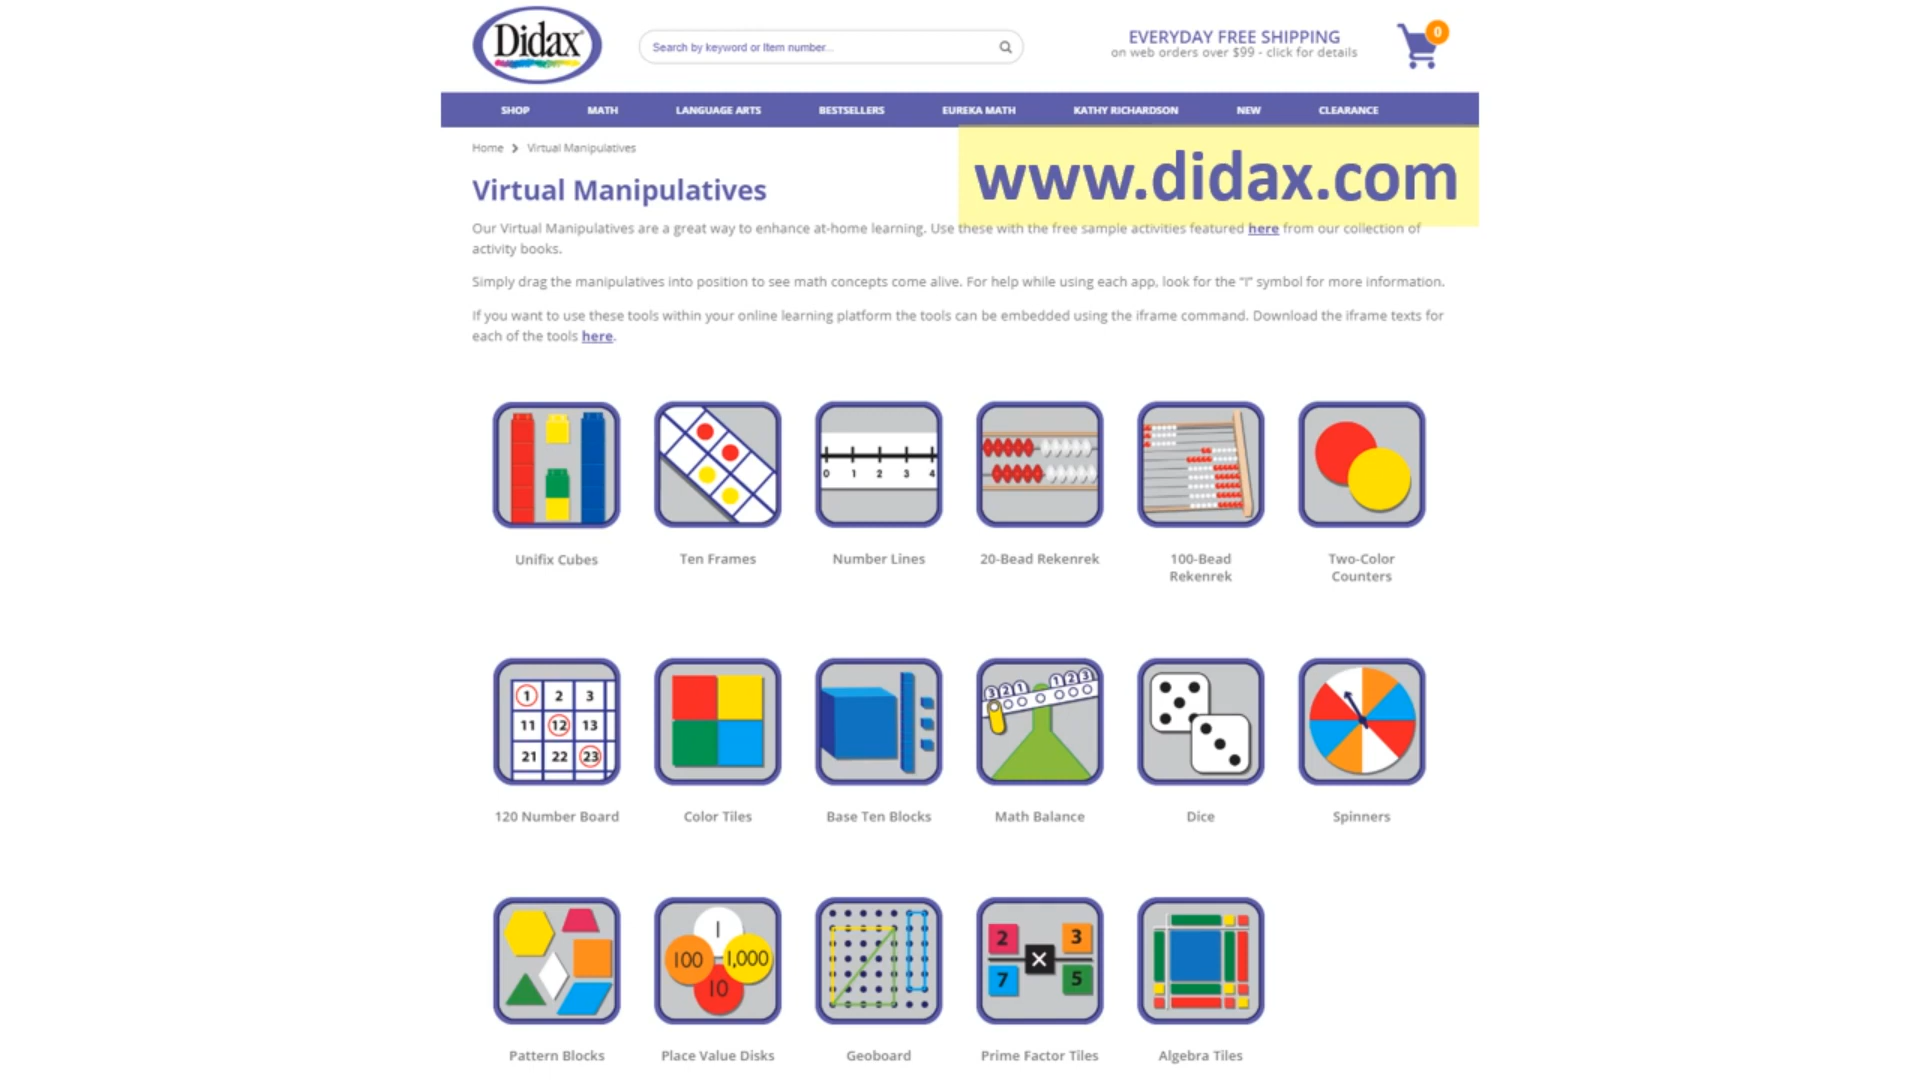 Didax
Search by keyword or Item number...
EVERYDAY FREE SHIPPING
on web orders over $99 - click for details
0
SHOP MATH LANGUAGE ARTS BESTSELLERS EUREKA MATH KATHY RICHARDSON NEW CLEARANCE
Home > Virtual Manipulatives
www.didax.com
Virtual Manipulatives
Our Virtual Manipulatives are a great way to enhance at-home learning. Use these with the free sample activities featured here from our collection of
activity books.
Simply drag the manipulatives into position to see math concepts come alive. For help while using each app, look for the "I" symbol for more information.
If you want to use these tools within your online learning platform the tools can be embedded using the iframe command. Download the iframe texts for
each of the tools here.
0 1 2 3 4
Unifix Cubes Ten Frames Number Lines 20-Bead Rekenrek 100-Bead Two-Color
Rekenrek Counters
1 2 3
11 12 13
21 22 23
3 2 1 1 2 3
120 Number Board Color Tiles Base Ten Blocks Math Balance Dice Spinners
1
100 1,000
10
2 3
×
7 5
Pattern Blocks Place Value Disks Geoboard Prime Factor Tiles Algebra Tiles